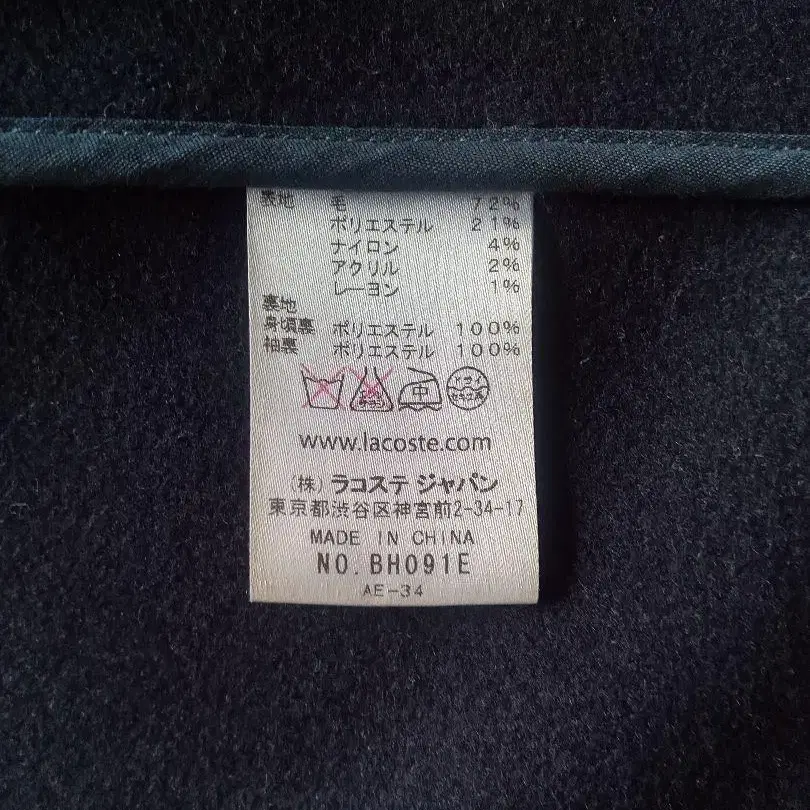 表地 毛 72%
ポリエステル 21%
ナイロン 4%
アクリル 2%
レーヨン 1%
裏地
身頃裏 ポリエステル 100%
袖裏 ポリエステル 100%
中 ドライ
www.lacoste.com
(株) ラコステ ジャパン
東京都渋谷区神宮前2-34-17
MADE IN CHINA
NO. BH091E
AE-34